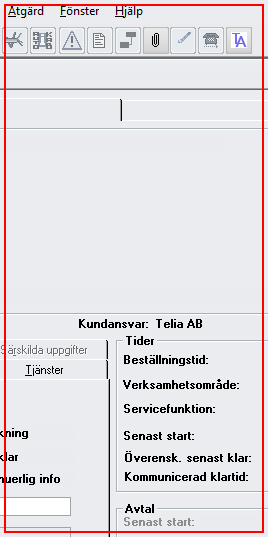 Åtgärd Fönster Hjälp
TA
Kundansvar: Telia AB
Särskilda uppgifter
Tjänster
Tider
Beställningstid:
Verksamhetsområde:
Servicefunktion:
kning
Senast start:
klar
Överensk. senast klar:
nuerlig info
Kommunicerad klartid:
Avtal
Senast start: